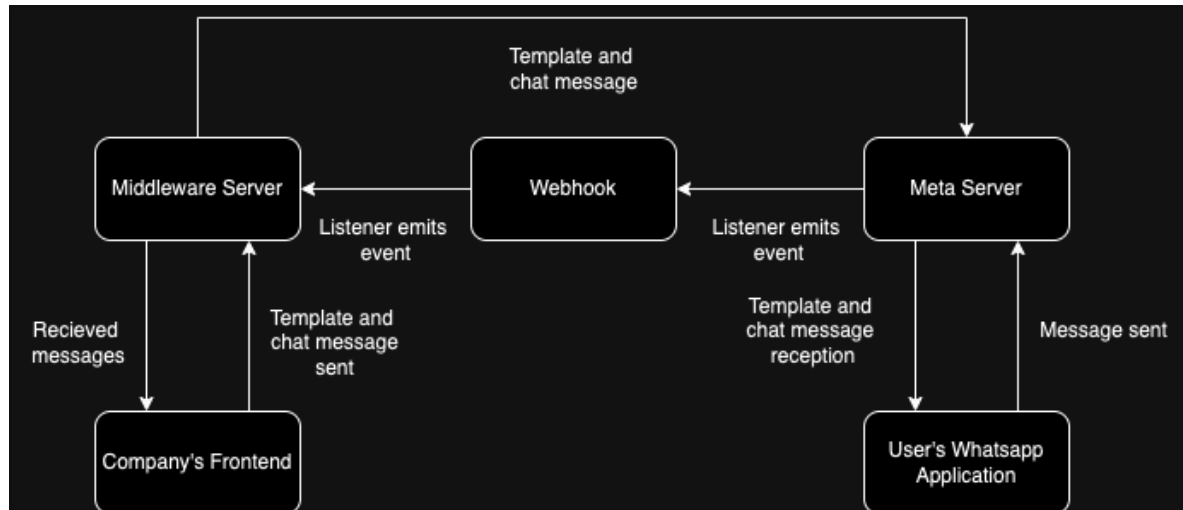 Template and
chat message
Middleware Server
Webhook
Meta Server
Listener emits
event
Listener emits
event
Recieved
messages
Template and
chat message
sent
Template and
chat message
reception
Message sent
Company's Frontend
User's Whatsapp
Application